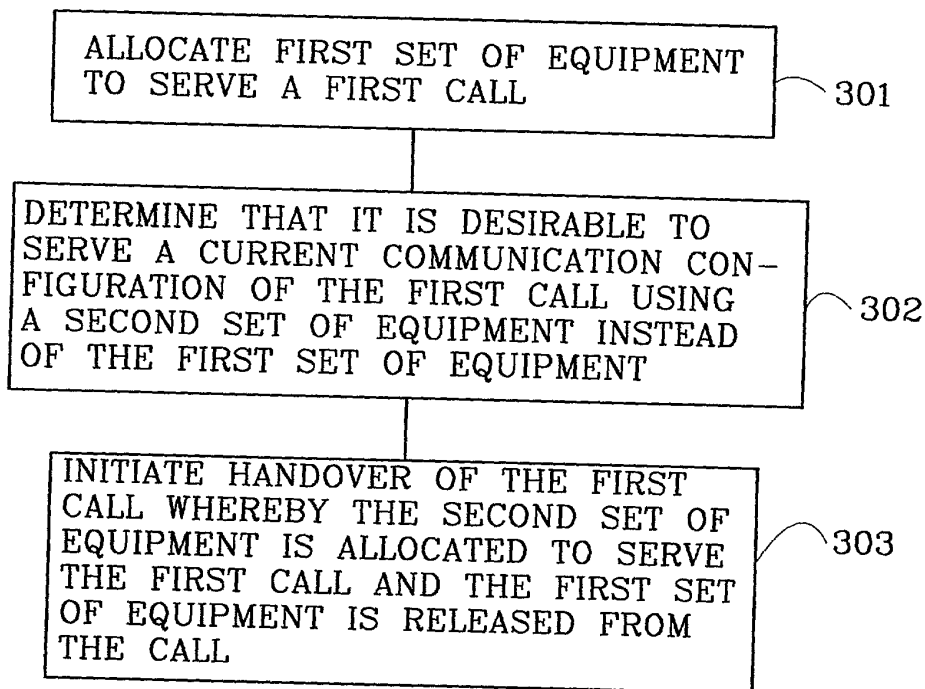 ALLOCATE FIRST SET OF EQUIPMENT
TO SERVE A FIRST CALL
301
DETERMINE THAT IT IS DESIRABLE TO
SERVE A CURRENT COMMUNICATION CON-
FIGURATION OF THE FIRST CALL USING
A SECOND SET OF EQUIPMENT INSTEAD
OF THE FIRST SET OF EQUIPMENT
302
INITIATE HANDOVER OF THE FIRST
CALL WHEREBY THE SECOND SET OF
EQUIPMENT IS ALLOCATED TO SERVE
THE FIRST CALL AND THE FIRST SET
OF EQUIPMENT IS RELEASED FROM
THE CALL
303